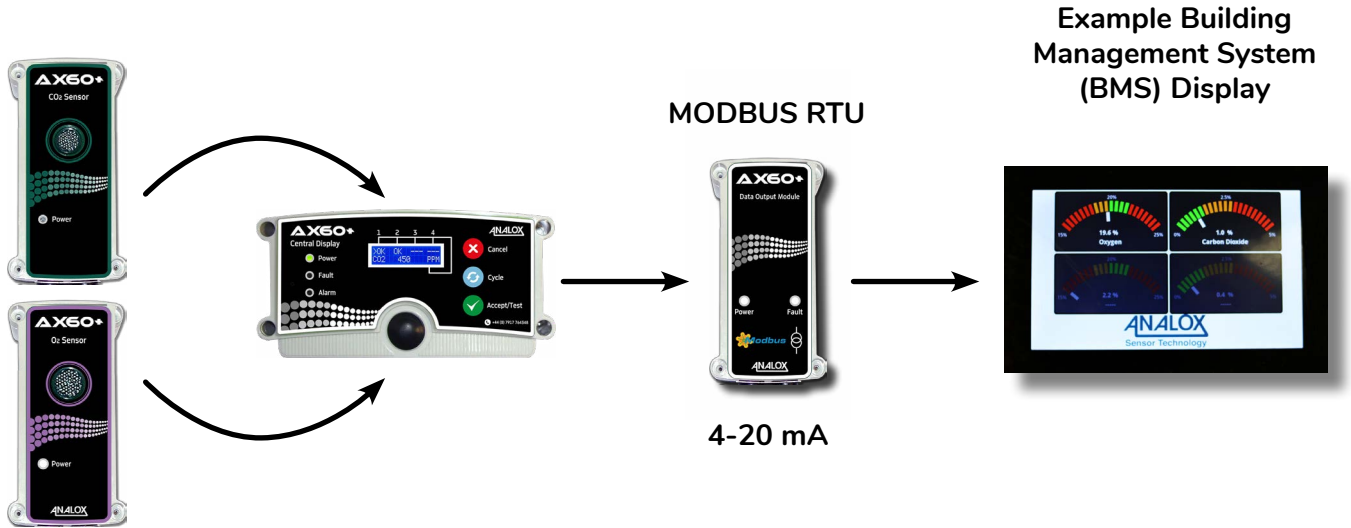 Example Building
Management System
(BMS) Display
MODBUS RTU
AX60+
CO₂ Sensor
Power
AX60+
O₂ Sensor
Power
ANALOX
AX60+
Central Display
Power
Fault
Alarm
1 2 3 4
>OK OK --- ---
CO2 450 PPM
ANALOX
Cancel
Cycle
Accept/Test
AX60+
Data Output Module
Power Fault
Modbus
ANALOX
4-20 mA
20%
15% 25%
19.6 %
Oxygen
2.5%
0% 5%
1.0 %
Carbon Dioxide
2.2 %
0.4 %
ANALOX
Sensor Technology